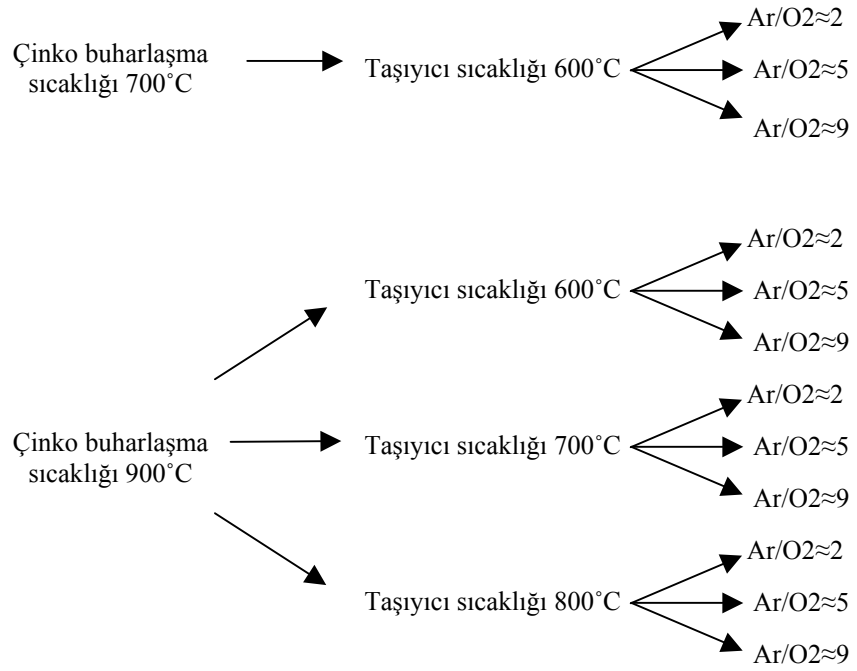 Çinko buharlaşma
sıcaklığı 700˚C
Taşıyıcı sıcaklığı 600˚C
Ar/O2≈2
Ar/O2≈5
Ar/O2≈9
Çinko buharlaşma
sıcaklığı 900˚C
Taşıyıcı sıcaklığı 600˚C
Ar/O2≈2
Ar/O2≈5
Ar/O2≈9
Taşıyıcı sıcaklığı 700˚C
Ar/O2≈2
Ar/O2≈5
Ar/O2≈9
Taşıyıcı sıcaklığı 800˚C
Ar/O2≈2
Ar/O2≈5
Ar/O2≈9